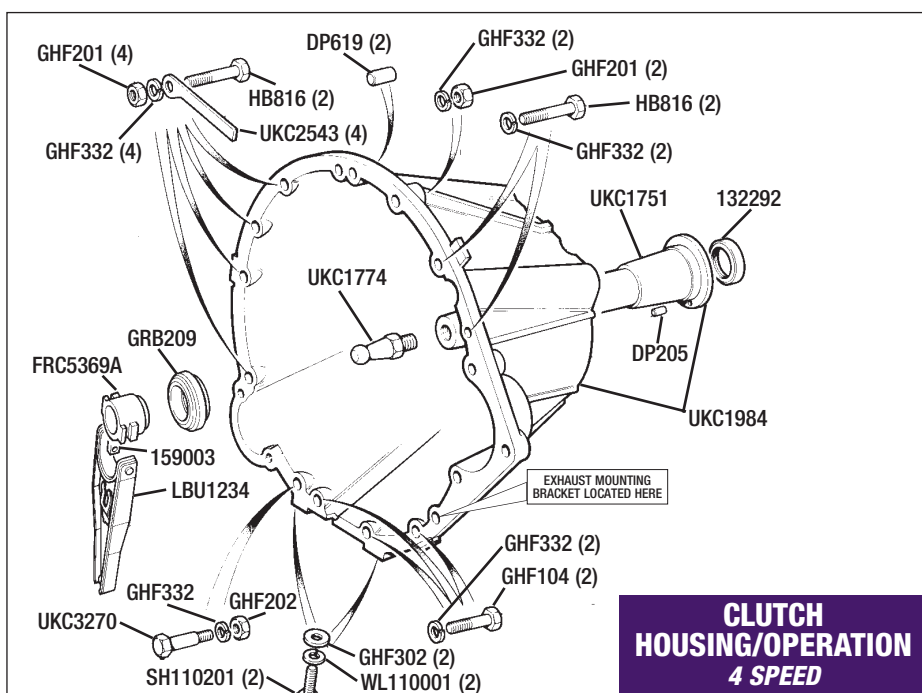 GHF201 (4)
DP619 (2)
GHF332 (2)
GHF201 (2)
HB816 (2)
HB816 (2)
UKC2543 (4)
GHF332 (4)
GHF332 (2)
UKC1751
132292
UKC1774
GRB209
FRC5369A
DP205
UKC1984
159003
LBU1234
EXHAUST MOUNTING
BRACKET LOCATED HERE
GHF332 (2)
GHF104 (2)
GHF332
GHF202
UKC3270
GHF302 (2)
SH110201 (2)
WL110001 (2)
CLUTCH
HOUSING/OPERATION
4 SPEED